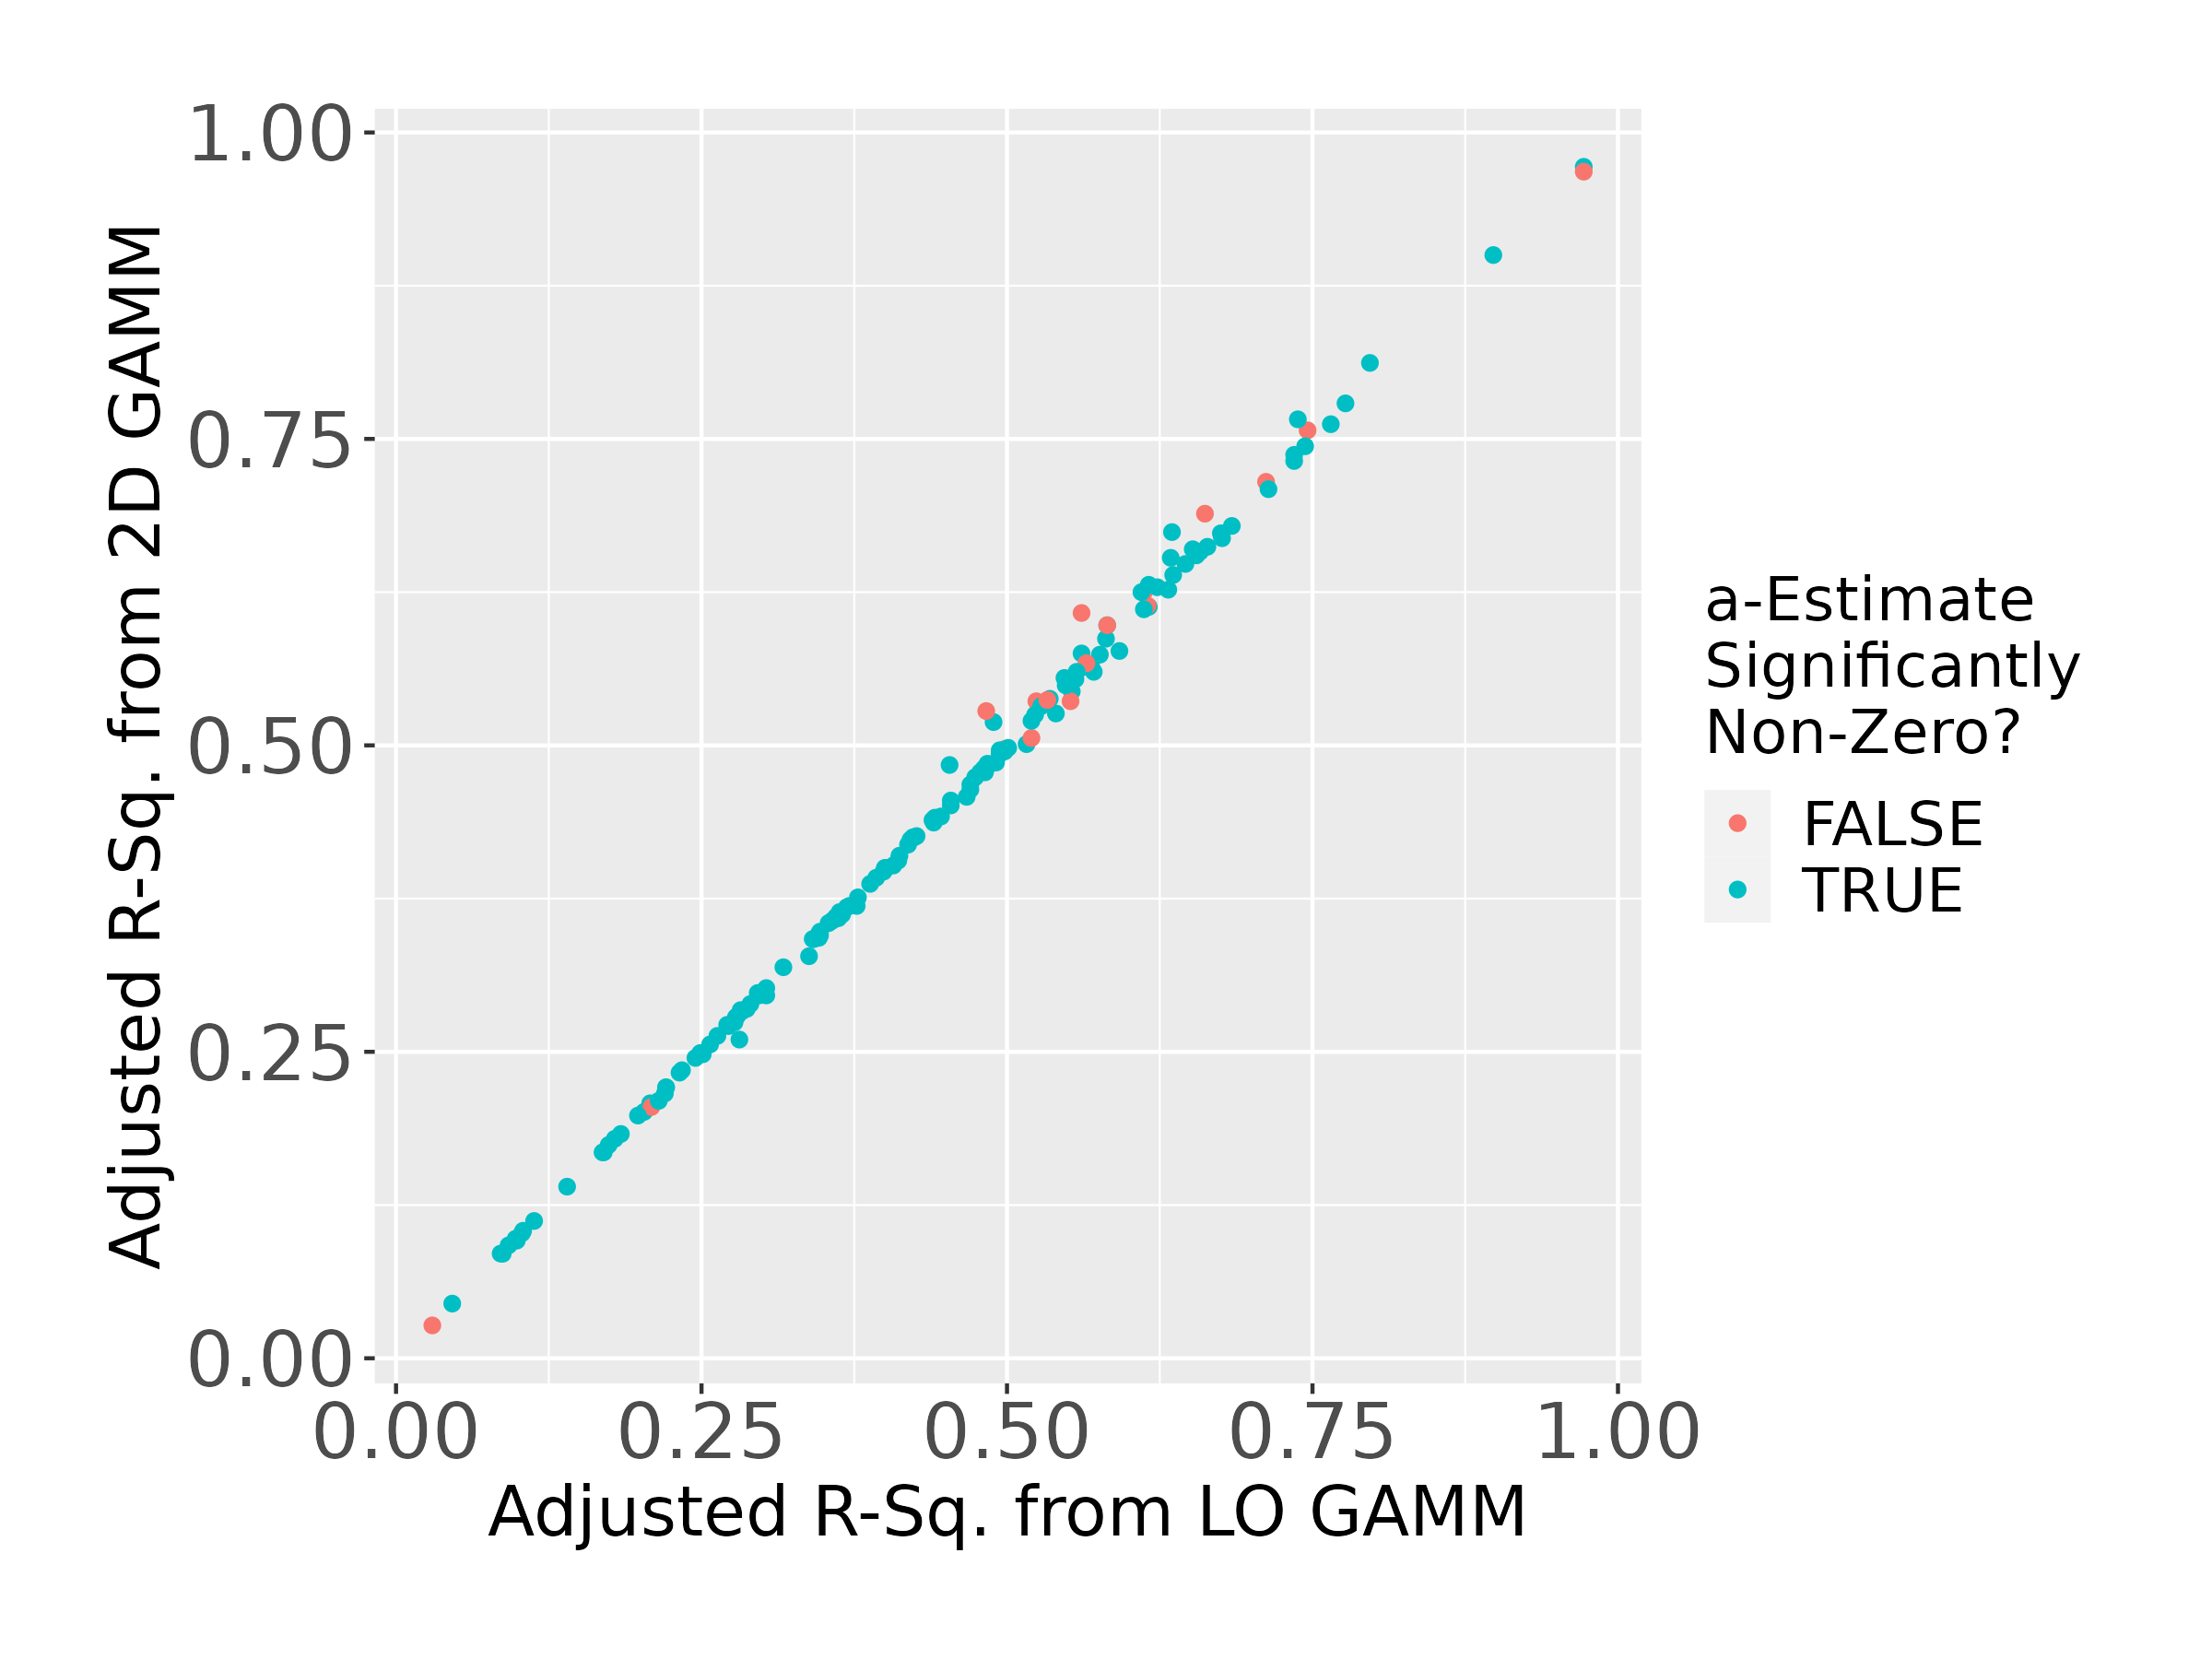 Adjusted R-Sq. from 2D GAMM
1.00
0.75
0.50
0.25
0.00
0.00 0.25 0.50 0.75 1.00
Adjusted R-Sq. from LO GAMM
a-Estimate
Significantly
Non-Zero?
FALSE
TRUE